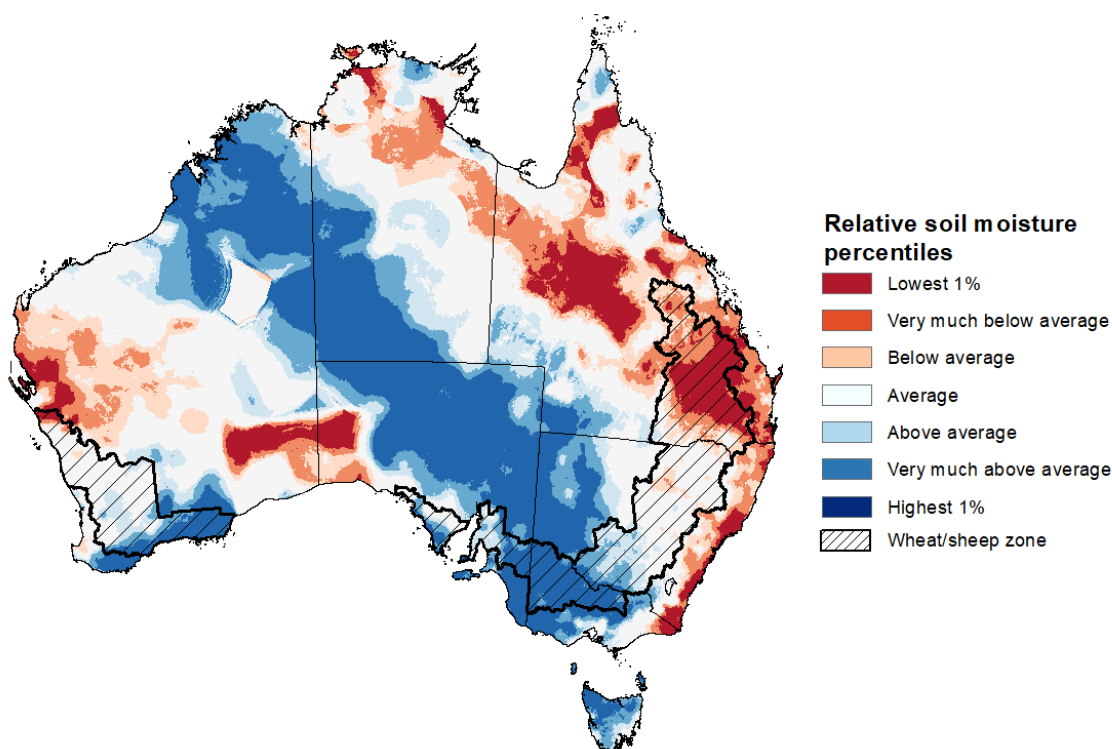 Relative soil moisture
percentiles
Lowest 1%
Very much below average
Below average
Average
Above average
Very much above average
Highest 1%
Wheat/sheep zone